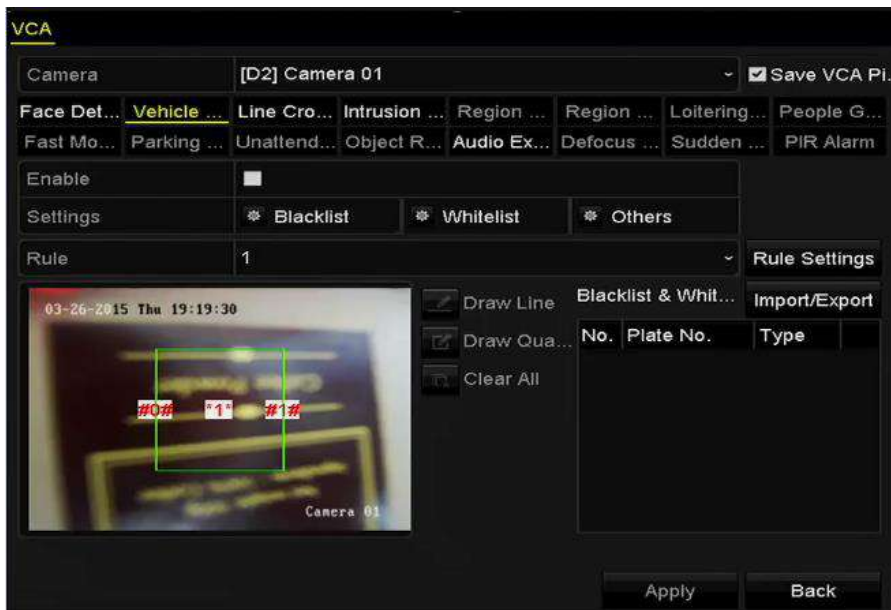 VCA
Camera [D2] Camera 01 Save VCA Pi...
Face Det... Vehicle ... Line Cro... Intrusion ... Region ... Region ... Loitering... People G...
Fast Mo... Parking ... Unattend... Object R... Audio Ex... Defocus ... Sudden ... PIR Alarm
Enable
Settings Blacklist Whitelist Others
Rule 1 Rule Settings
03-26-2015 Thu 19:19:30 Draw Line Blacklist & Whit... Import/Export
Draw Qua... No. Plate No. Type
Clear All
#0# *1* #1#
Camera 01
Apply Back